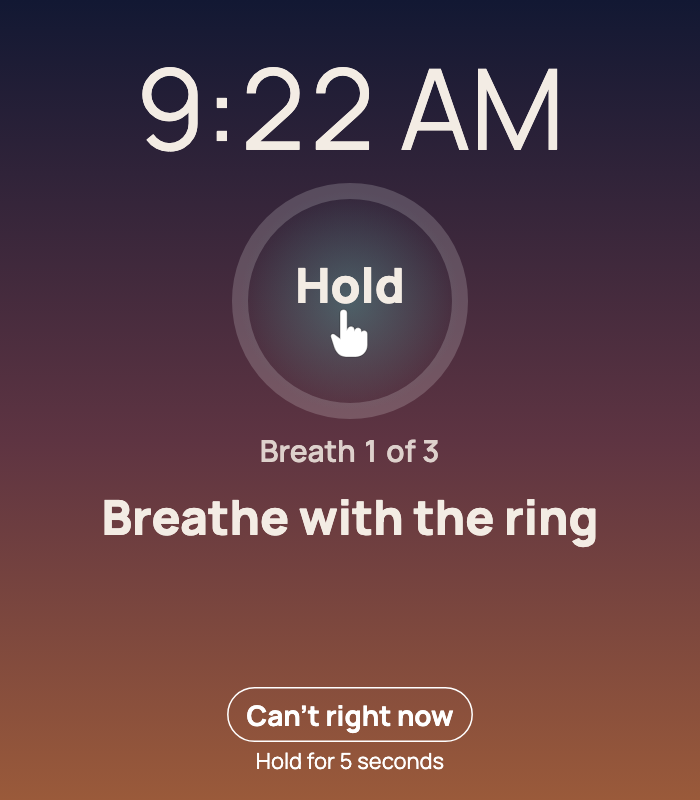 9:22 AM
Hold
Breath 1 of 3
Breathe with the ring
Can't right now
Hold for 5 seconds